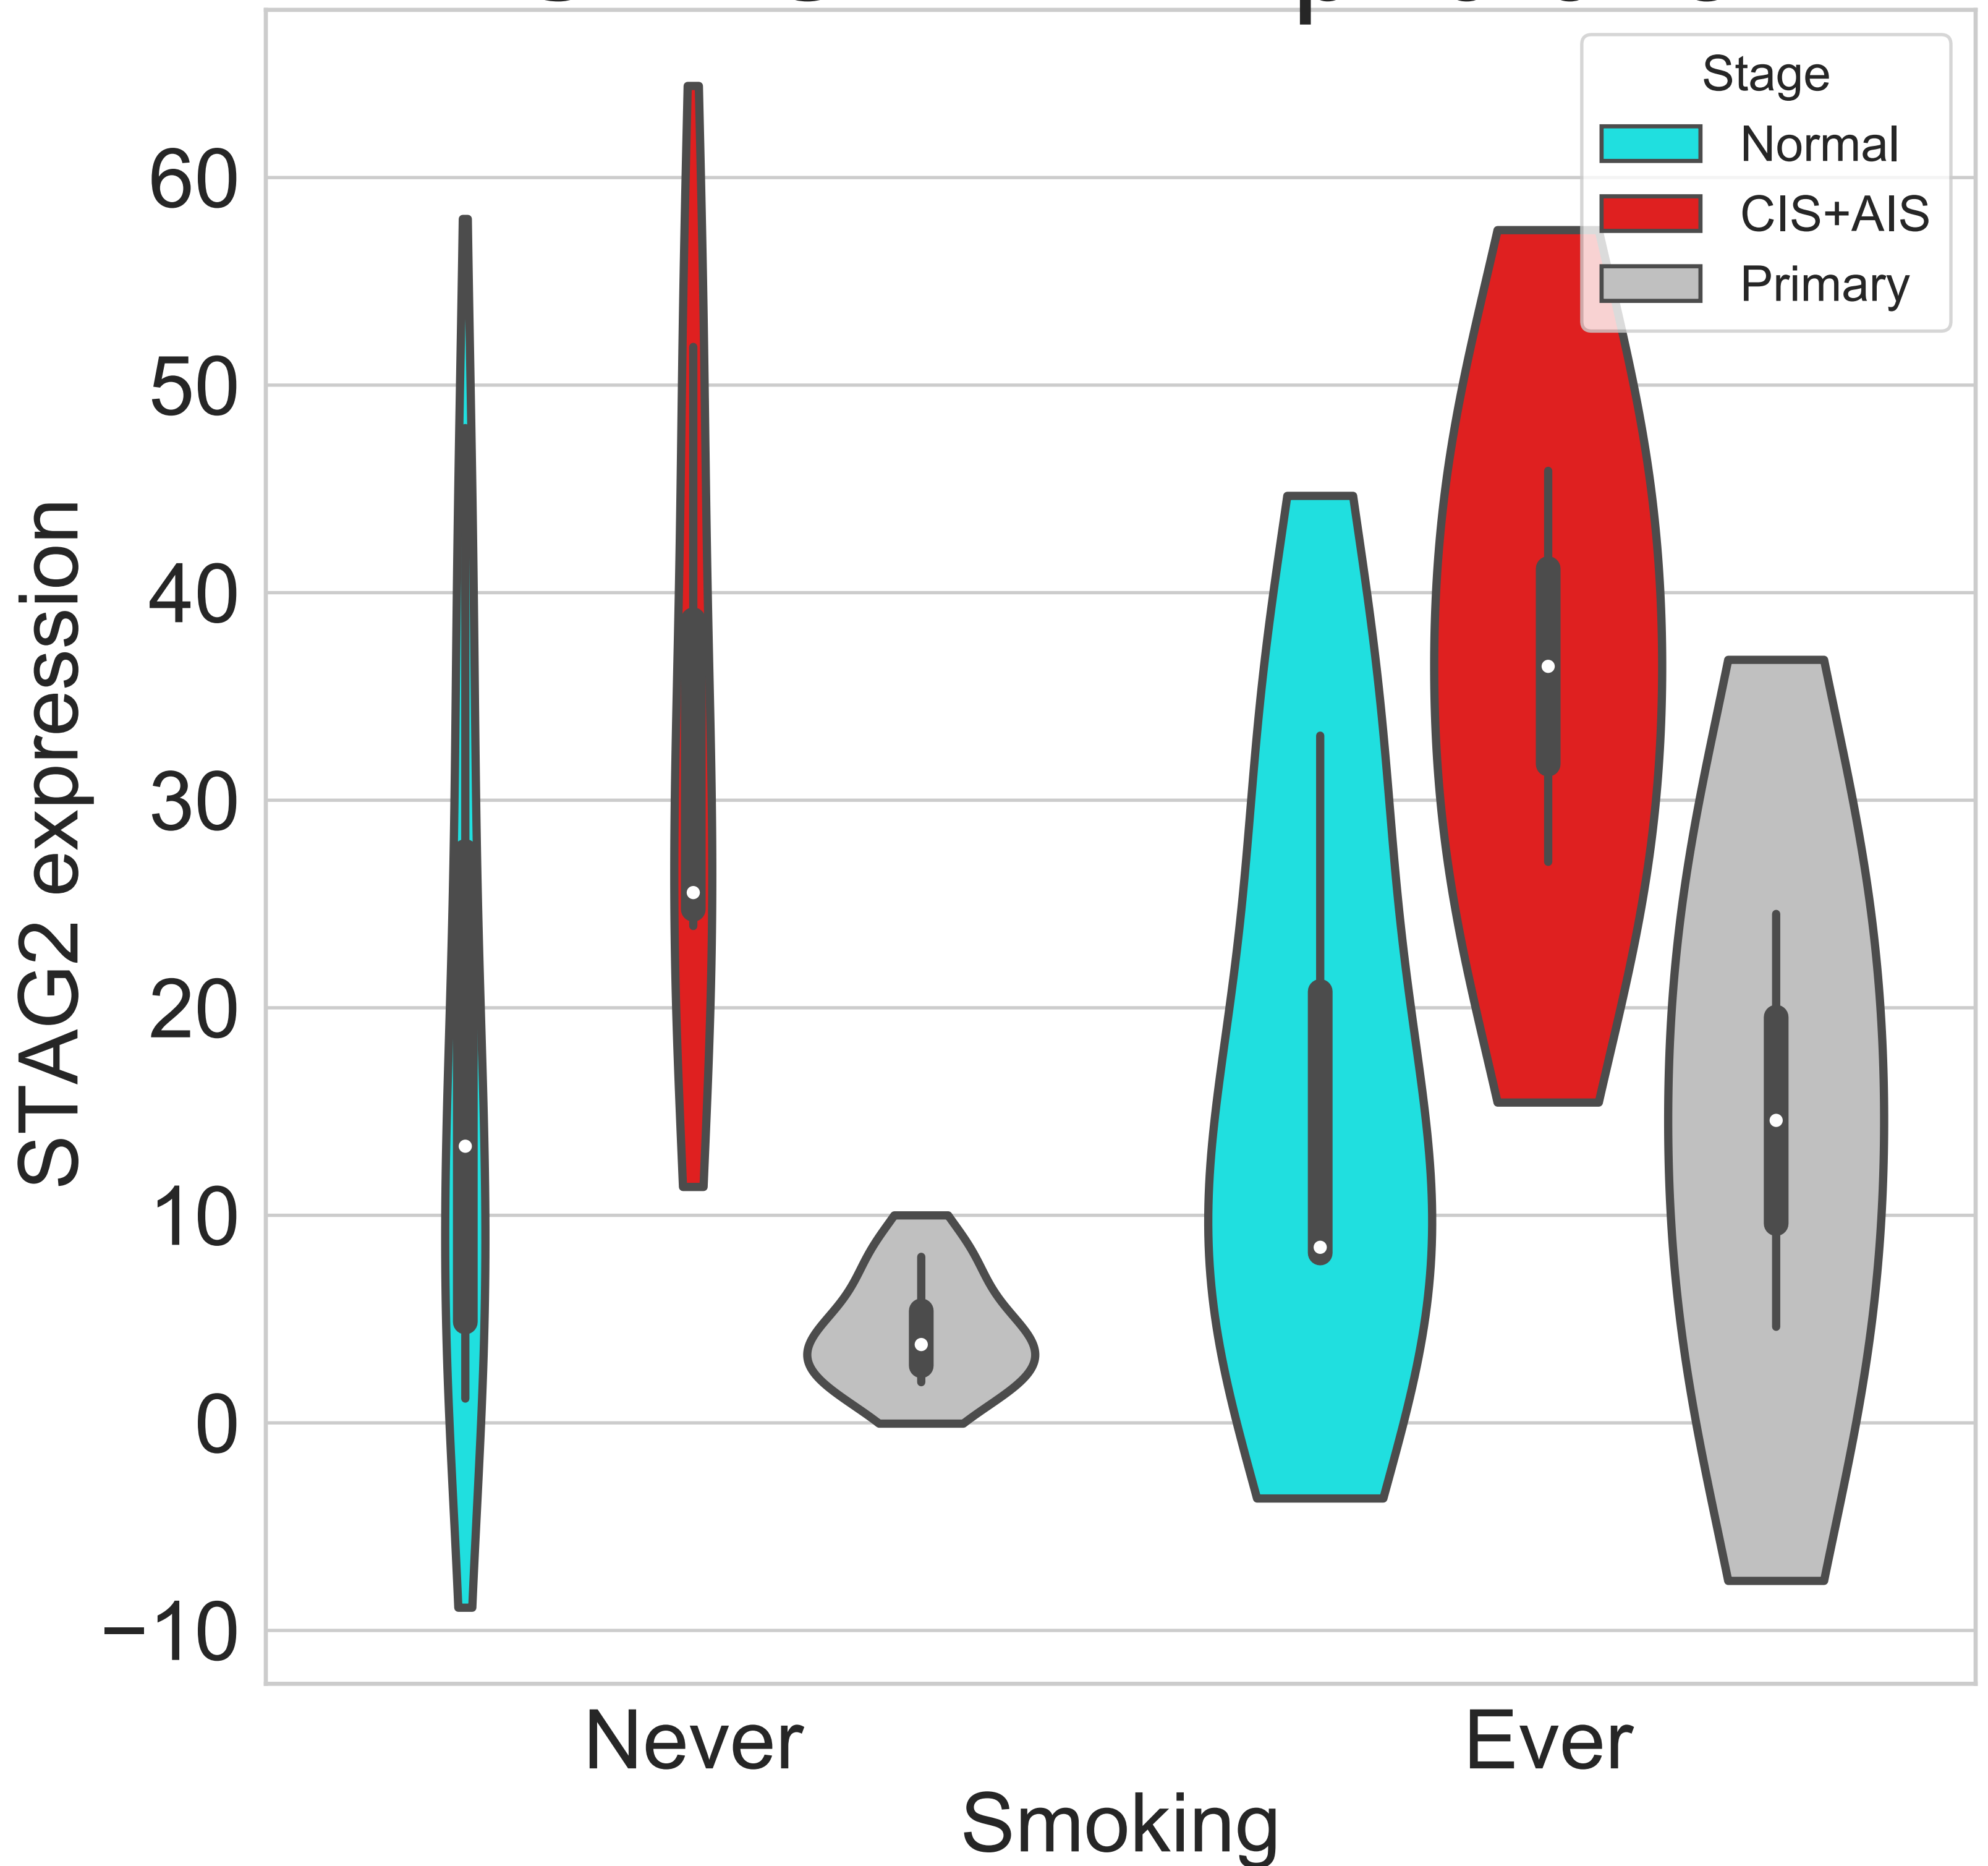 Stage
Normal
CIS+AIS
Primary
60
50
40
30
20
10
0
−10
STAG2 expression
Never
Ever
Smoking